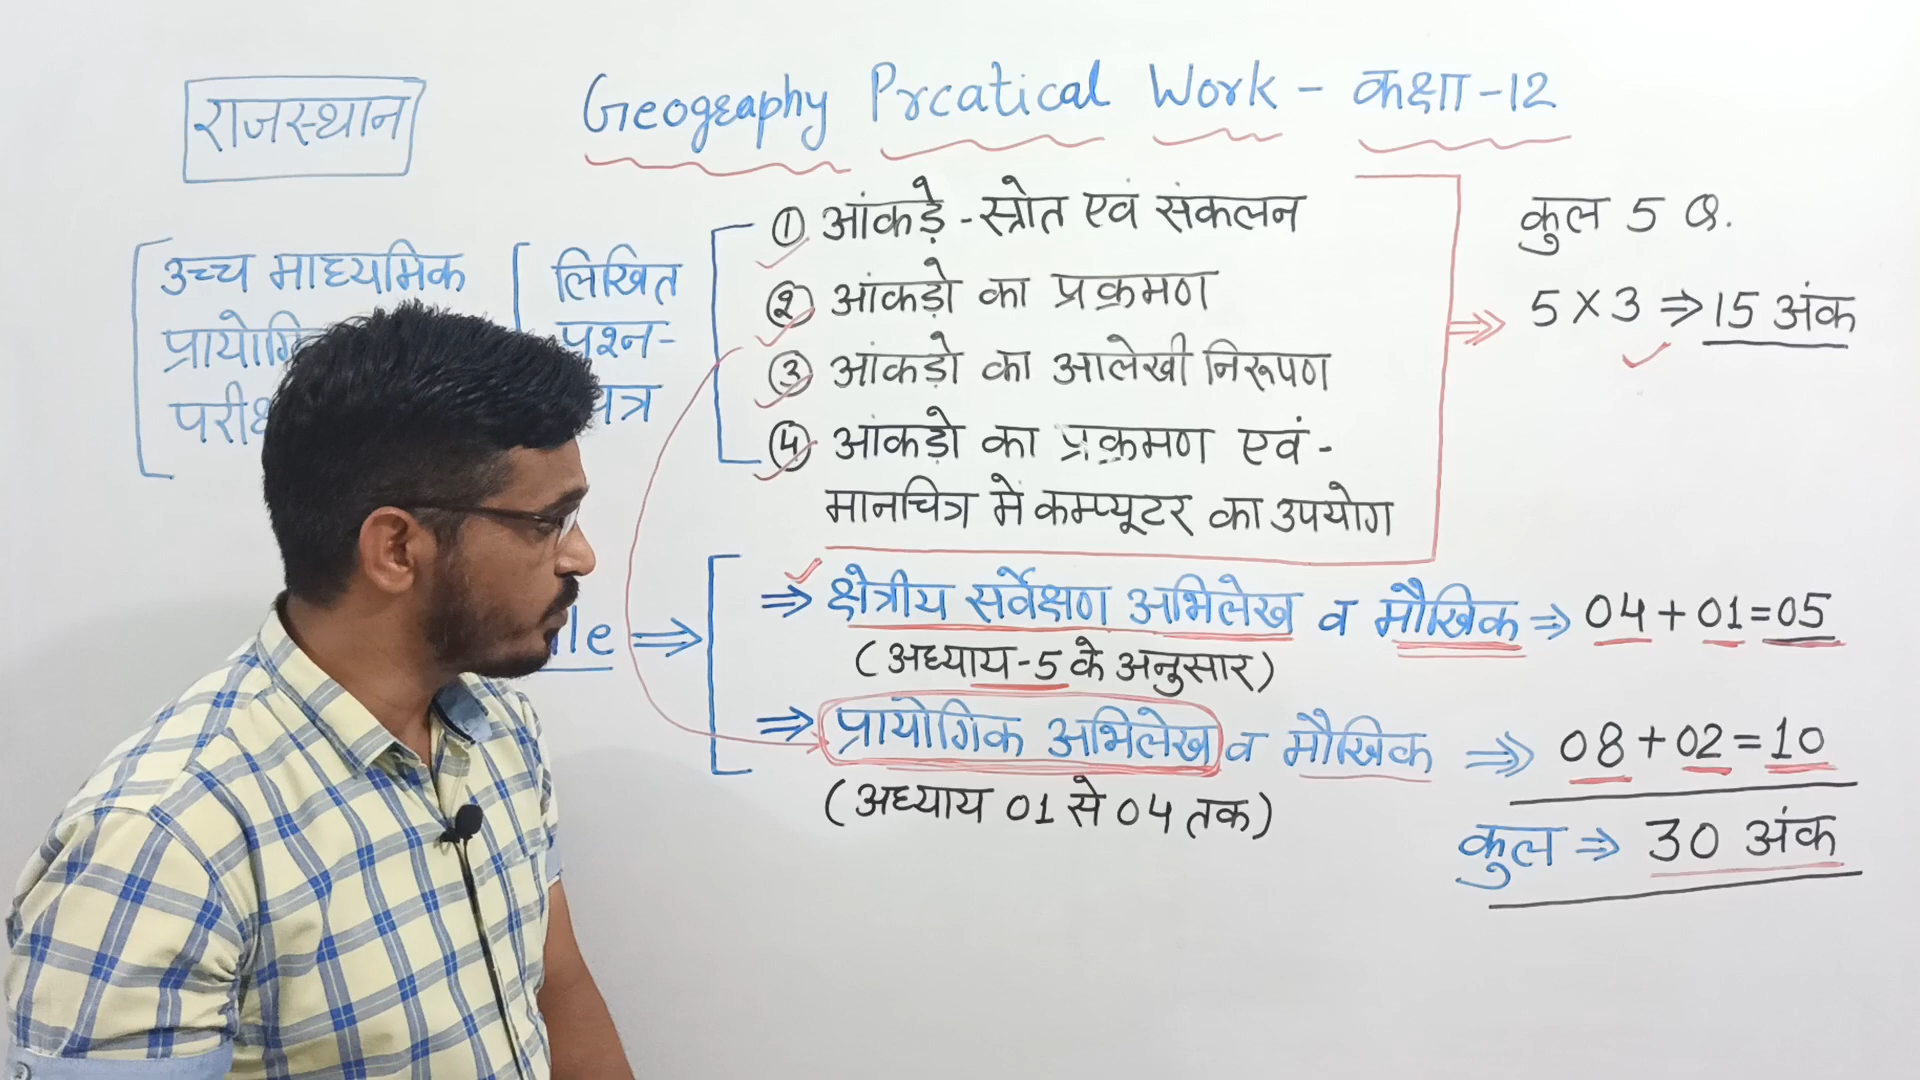 राजस्थान
Geography Prcatical Work - कक्षा -12
उच्च माध्यमिक
लिखित
प्रश्न-
① आंकड़े - स्रोत एवं संकलन
② आंकड़ो का प्रक्रमण
③ आंकड़ो का आलेखी निरूपण
④ आंकड़ो का प्रक्रमण एवं -
मानचित्र में कम्प्यूटर का उपयोग
कुल 5 Q.
5 × 3 ⇒ 15 अंक
⇒ क्षेत्रीय सर्वेक्षण अभिलेख व मौखिक ⇒ 04 + 01 = 05
(अध्याय-5 के अनुसार)
⇒ प्रायोगिक अभिलेख व मौखिक ⇒ 08 + 02 = 10
(अध्याय 01 से 04 तक)
कुल ⇒ 30 अंक